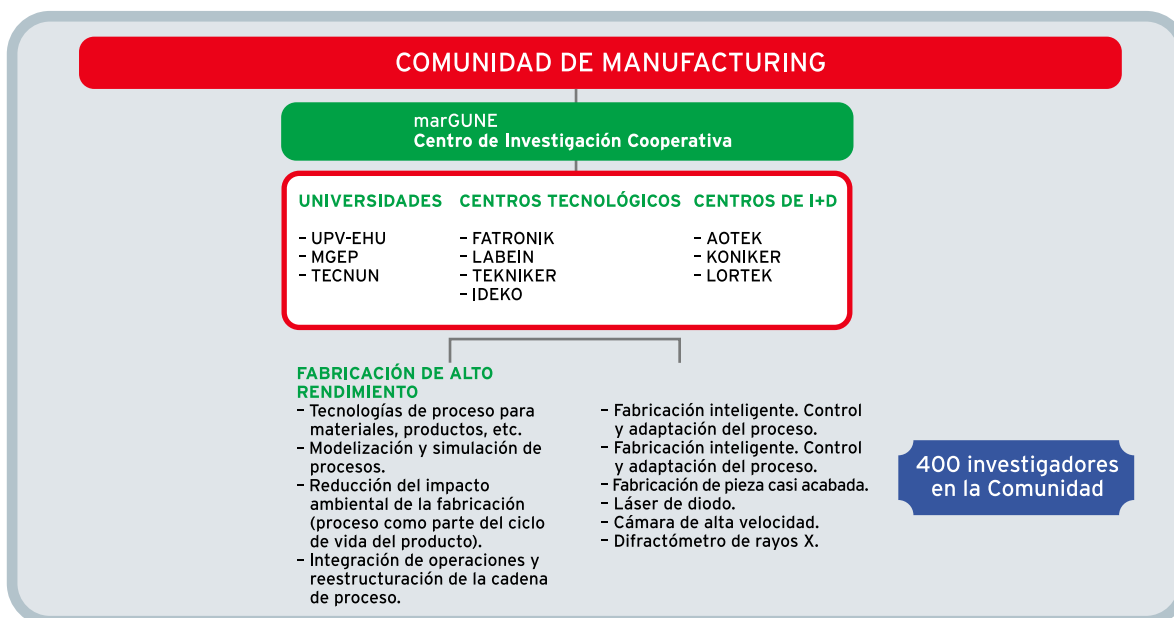 COMUNIDAD DE MANUFACTURING
marGUNE
Centro de Investigación Cooperativa
UNIVERSIDADES
– UPV-EHU
– MGEP
– TECNUN
CENTROS TECNOLÓGICOS
– FATRONIK
– LABEIN
– TEKNIKER
– IDEKO
CENTROS DE I+D
– AOTEK
– KONIKER
– LORTEK
FABRICACIÓN DE ALTO
RENDIMIENTO
– Tecnologías de proceso para
materiales, productos, etc.
– Modelización y simulación de
procesos.
– Reducción del impacto
ambiental de la fabricación
(proceso como parte del ciclo
de vida del producto).
– Integración de operaciones y
reestructuración de la cadena
de proceso.
– Fabricación inteligente. Control
y adaptación del proceso.
– Fabricación inteligente. Control
y adaptación del proceso.
– Fabricación de pieza casi acabada.
– Láser de diodo.
– Cámara de alta velocidad.
– Difractómetro de rayos X.
400 investigadores
en la Comunidad